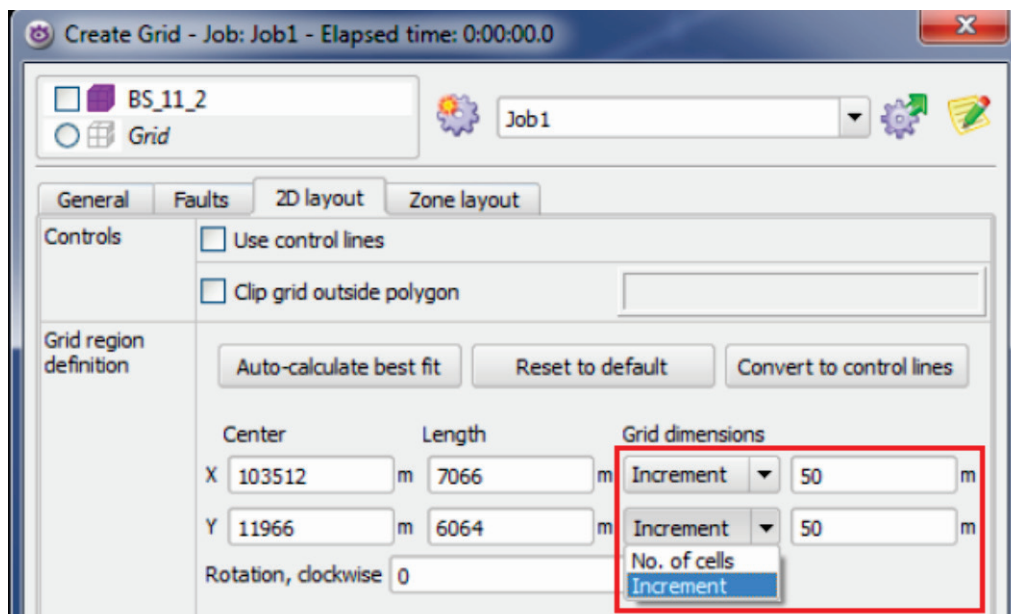 Create Grid - Job: Job1 - Elapsed time: 0:00:00.0
BS_11_2
Grid
Job1
General Faults 2D layout Zone layout
Controls Use control lines
Clip grid outside polygon
Grid region
definition
Auto-calculate best fit Reset to default Convert to control lines
Center Length Grid dimensions
X 103512 m 7066 m Increment 50 m
Y 11966 m 6064 m Increment 50 m
No. of cells
Rotation, clockwise 0
Increment